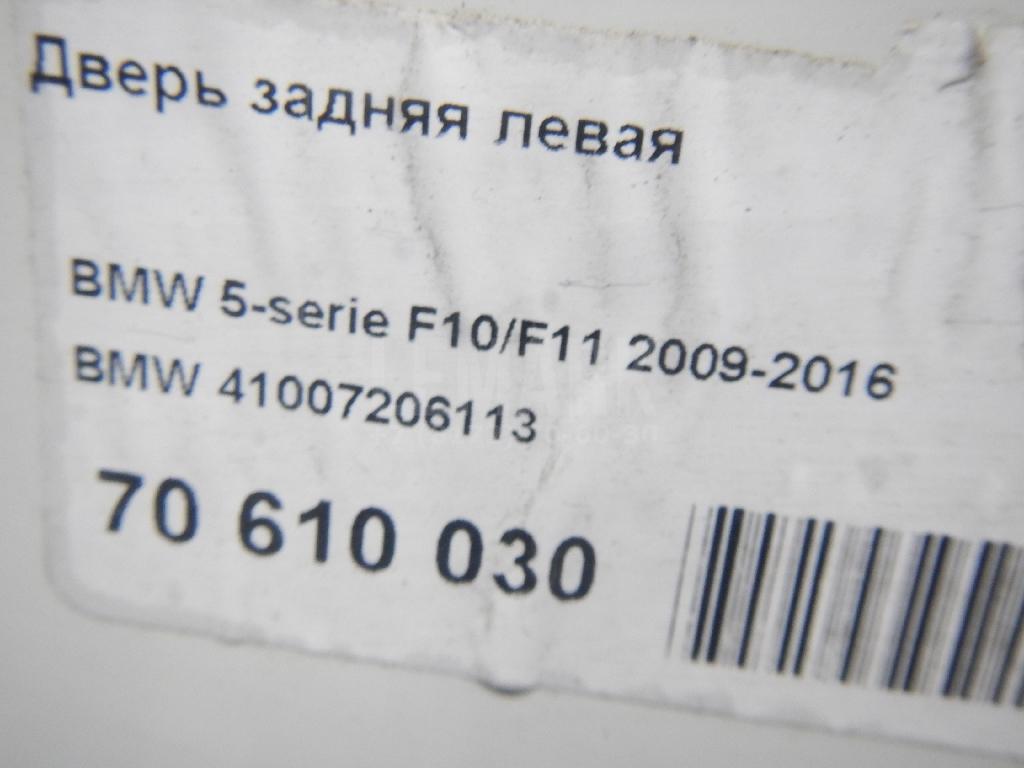 Дверь задняя левая
BMW 5-serie F10/F11 2009-2016
BMW 41007206113
70 610 030